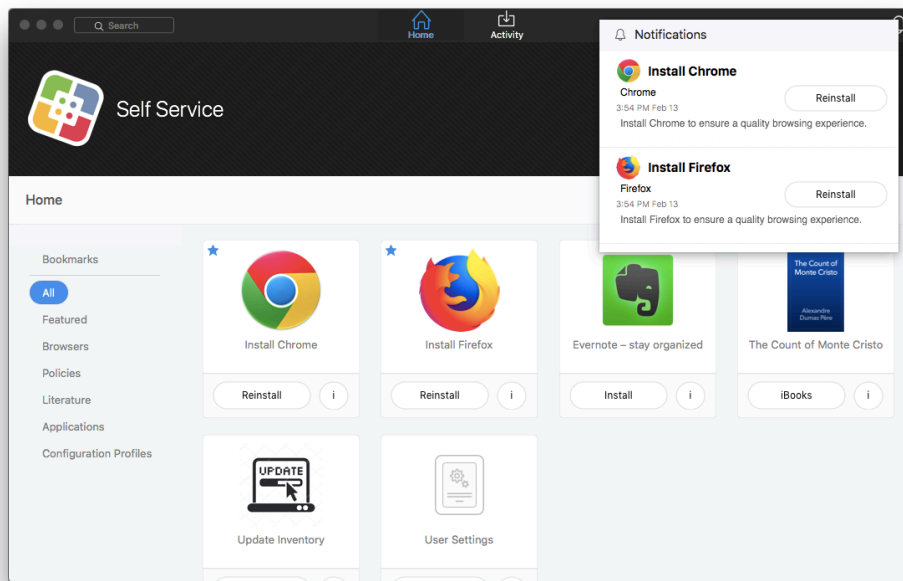 Search
Home
Activity
Notifications
Install Chrome
Chrome
3:54 PM Feb 13
Reinstall
Install Chrome to ensure a quality browsing experience.
Install Firefox
Firefox
3:54 PM Feb 13
Reinstall
Install Firefox to ensure a quality browsing experience.
Self Service
Home
Bookmarks
All
Featured
Browsers
Policies
Literature
Applications
Configuration Profiles
Install Chrome
Reinstall
i
Install Firefox
Reinstall
i
Evernote – stay organized
Install
i
The Count of
Monte Cristo
Alexandre
Dumas Père
The Count of Monte Cristo
iBooks
i
UPDATE
Update Inventory
User Settings